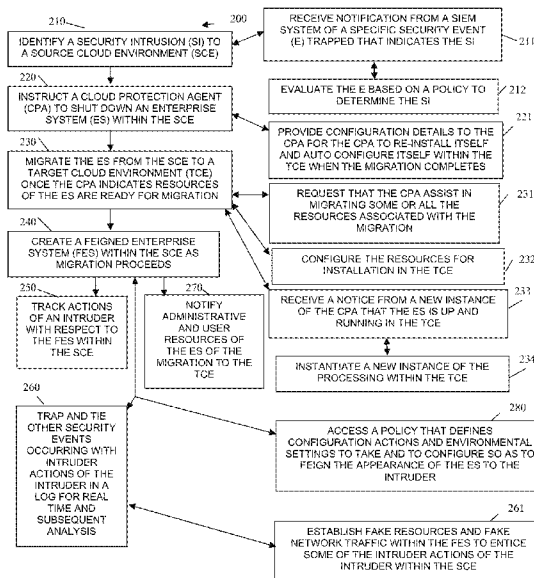 210
200
IDENTIFY A SECURITY INTRUSION (SI) TO
A SOURCE CLOUD ENVIRONMENT (SCE)
RECEIVE NOTIFICATION FROM A SIEM
SYSTEM OF A SPECIFIC SECURITY EVENT
(E) TRAPPED THAT INDICATES THE SI
211
EVALUATE THE E BASED ON A POLICY TO
DETERMINE THE SI
212
220
INSTRUCT A CLOUD PROTECTION AGENT
(CPA) TO SHUT DOWN AN ENTERPRISE
SYSTEM (ES) WITHIN THE SCE
221
PROVIDE CONFIGURATION DETAILS TO THE
CPA FOR THE CPA TO RE-INSTALL ITSELF
AND AUTO CONFIGURE ITSELF WITHIN THE
TCE WHEN THE MIGRATION COMPLETES
230
MIGRATE THE ES FROM THE SCE TO A
TARGET CLOUD ENVIRONMENT (TCE)
ONCE THE CPA INDICATES RESOURCES
OF THE ES ARE READY FOR MIGRATION
REQUEST THAT THE CPA ASSIST IN
MIGRATING SOME OR ALL THE
RESOURCES ASSOCIATED WITH THE
MIGRATION
231
CONFIGURE THE RESOURCES FOR
INSTALLATION IN THE TCE
232
233
RECEIVE A NOTICE FROM A NEW INSTANCE
OF THE CPA THAT THE ES IS UP AND
RUNNING IN THE TCE
234
INSTANTIATE A NEW INSTANCE OF THE
PROCESSING WITHIN THE TCE
240
CREATE A FEIGNED ENTERPRISE
SYSTEM (FES) WITHIN THE SCE AS
MIGRATION PROCEEDS
250
TRACK ACTIONS
OF AN INTRUDER
WITH RESPECT TO
THE FES WITHIN
THE SCE
270
NOTIFY
ADMINISTRATIVE
AND USER
RESOURCES OF
THE ES OF THE
MIGRATION TO THE
TCE
260
TRAP AND TIE
OTHER SECURITY
EVENTS
OCCURRING WITH
INTRUDER
ACTIONS OF THE
INTRUDER IN A
LOG FOR REAL
TIME AND
SUBSEQUENT
ANALYSIS
280
ACCESS A POLICY THAT DEFINES
CONFIGURATION ACTIONS AND ENVIRONMENTAL
SETTINGS TO TAKE AND TO CONFIGURE SO AS TO
FEIGN THE APPEARANCE OF THE ES TO THE
INTRUDER
261
ESTABLISH FAKE RESOURCES AND FAKE
NETWORK TRAFFIC WITHIN THE FES TO ENTICE
SOME OF THE INTRUDER ACTIONS OF THE
INTRUDER WITHIN THE SCE